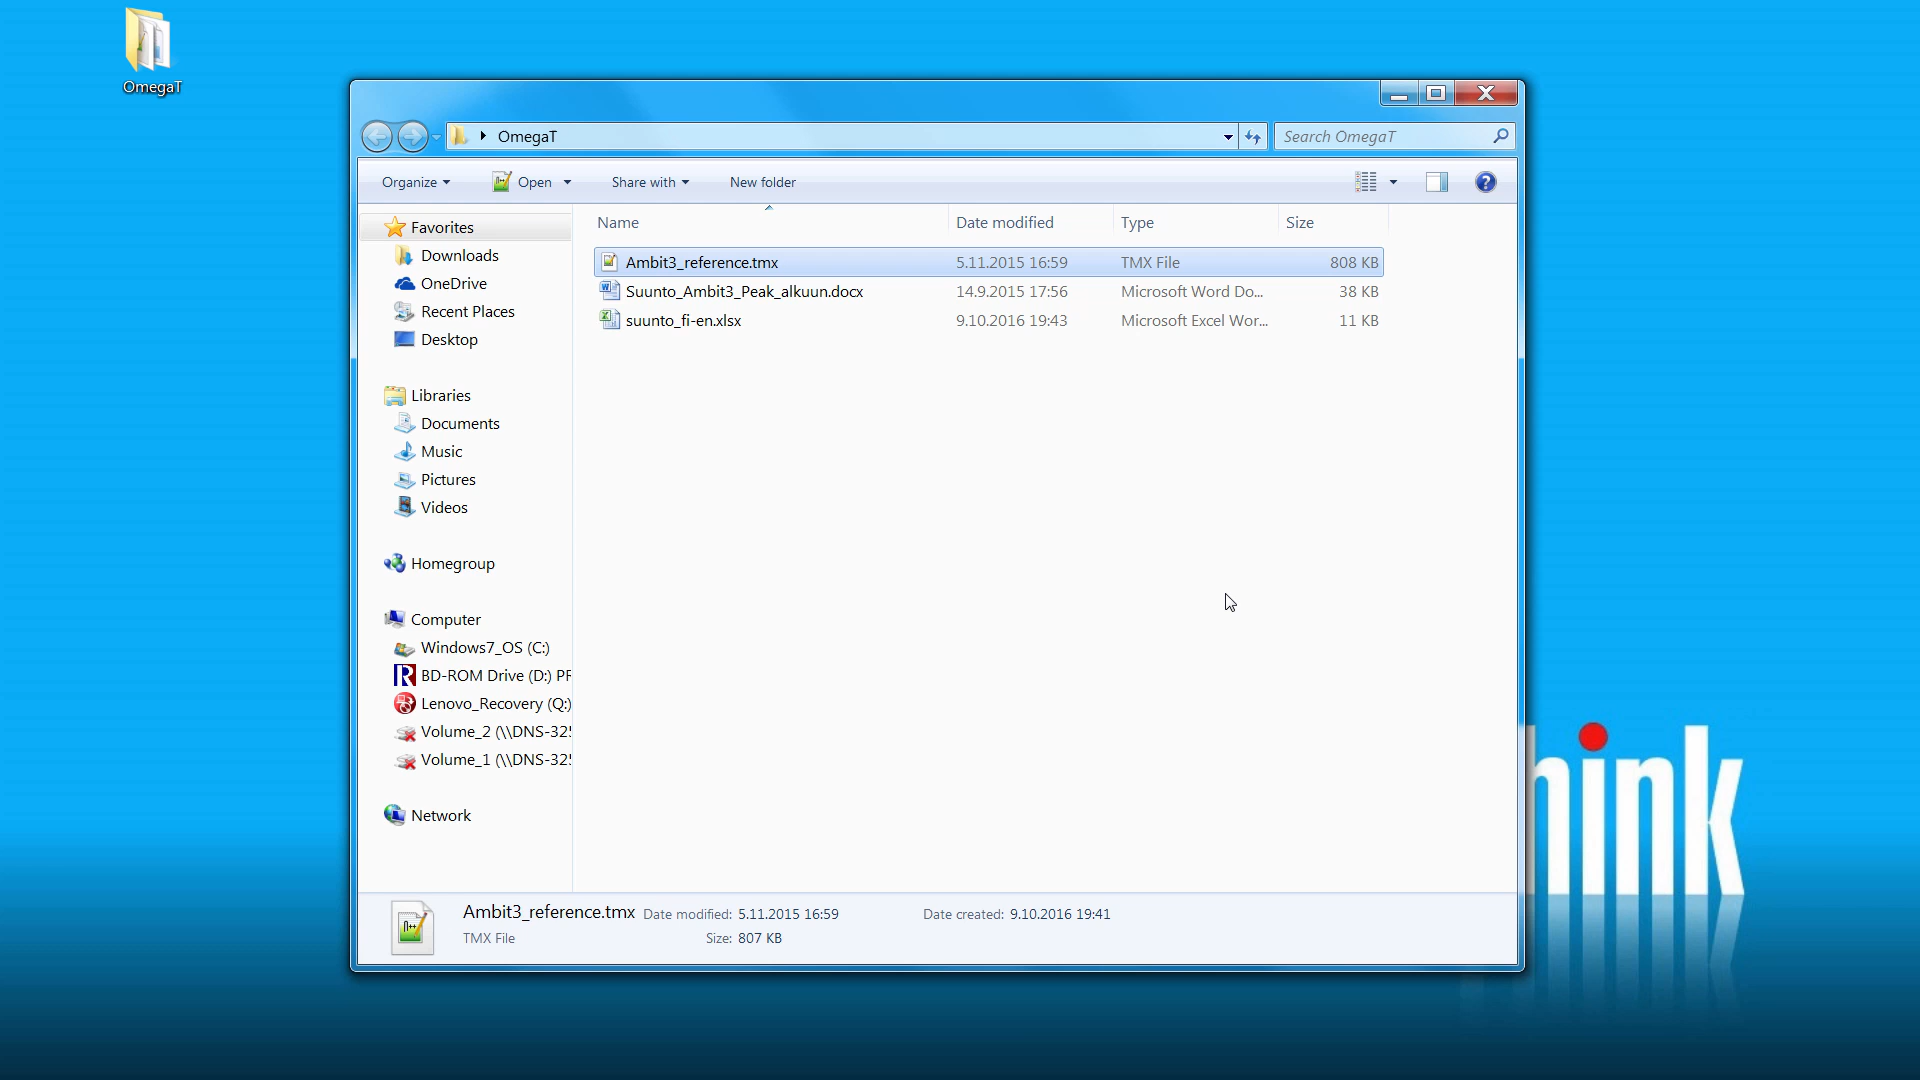 OmegaT
OmegaT
Search OmegaT
Organize Open Share with New folder
Name Date modified Type Size
Favorites
Downloads
OneDrive
Recent Places
Desktop
Libraries
Documents
Music
Pictures
Videos
Homegroup
Computer
Windows7_OS (C:)
BD-ROM Drive (D:) PR
Lenovo_Recovery (Q:)
Volume_2 (\\DNS-325
Volume_1 (\\DNS-325
Network
Ambit3_reference.tmx 5.11.2015 16:59 TMX File 808 KB
Suunto_Ambit3_Peak_alkuun.docx 14.9.2015 17:56 Microsoft Word Do... 38 KB
suunto_fi-en.xlsx 9.10.2016 19:43 Microsoft Excel Wor... 11 KB
Ambit3_reference.tmx Date modified: 5.11.2015 16:59 Date created: 9.10.2016 19:41
TMX File Size: 807 KB
hink